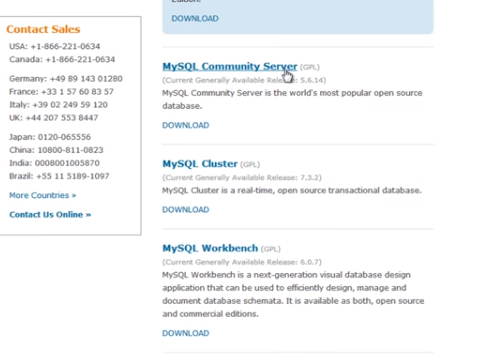 Contact Sales
USA: +1-866-221-0634
Canada: +1-866-221-0634
Germany: +49 89 143 01280
France: +33 1 57 60 83 57
Italy: +39 02 249 59 120
UK: +44 207 553 8447
Japan: 0120-065556
China: 10800-811-0823
India: 0008001005870
Brazil: +55 11 5189-1097
More Countries »
Contact Us Online »
Edition.
DOWNLOAD
MySQL Community Server (GPL)
(Current Generally Available Release: 5.6.14)
MySQL Community Server is the world's most popular open source
database.
DOWNLOAD
MySQL Cluster (GPL)
(Current Generally Available Release: 7.3.2)
MySQL Cluster is a real-time, open source transactional database.
DOWNLOAD
MySQL Workbench (GPL)
(Current Generally Available Release: 6.0.7)
MySQL Workbench is a next-generation visual database design
application that can be used to efficiently design, manage and
document database schemata. It is available as both, open source
and commercial editions.
DOWNLOAD